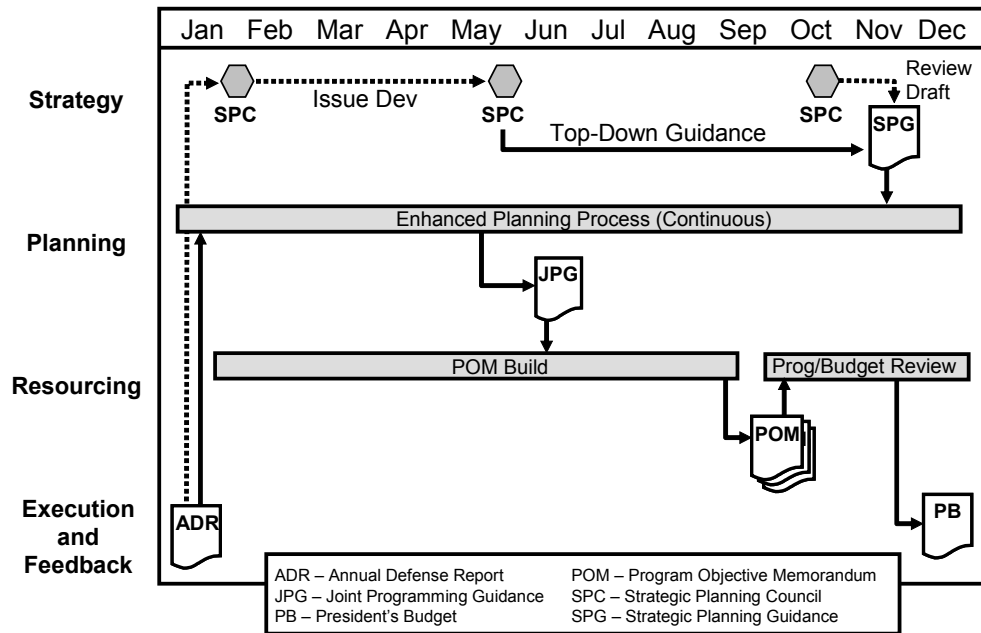 Jan Feb Mar Apr May Jun Jul Aug Sep Oct Nov Dec
Strategy
SPC
Issue Dev
SPC
Top-Down Guidance
SPC
Review
Draft
SPG
Planning
Enhanced Planning Process (Continuous)
JPG
Resourcing
POM Build
Prog/Budget Review
POM
Execution
and
Feedback
ADR
PB
ADR – Annual Defense Report
JPG – Joint Programming Guidance
PB – President's Budget
POM – Program Objective Memorandum
SPC – Strategic Planning Council
SPG – Strategic Planning Guidance